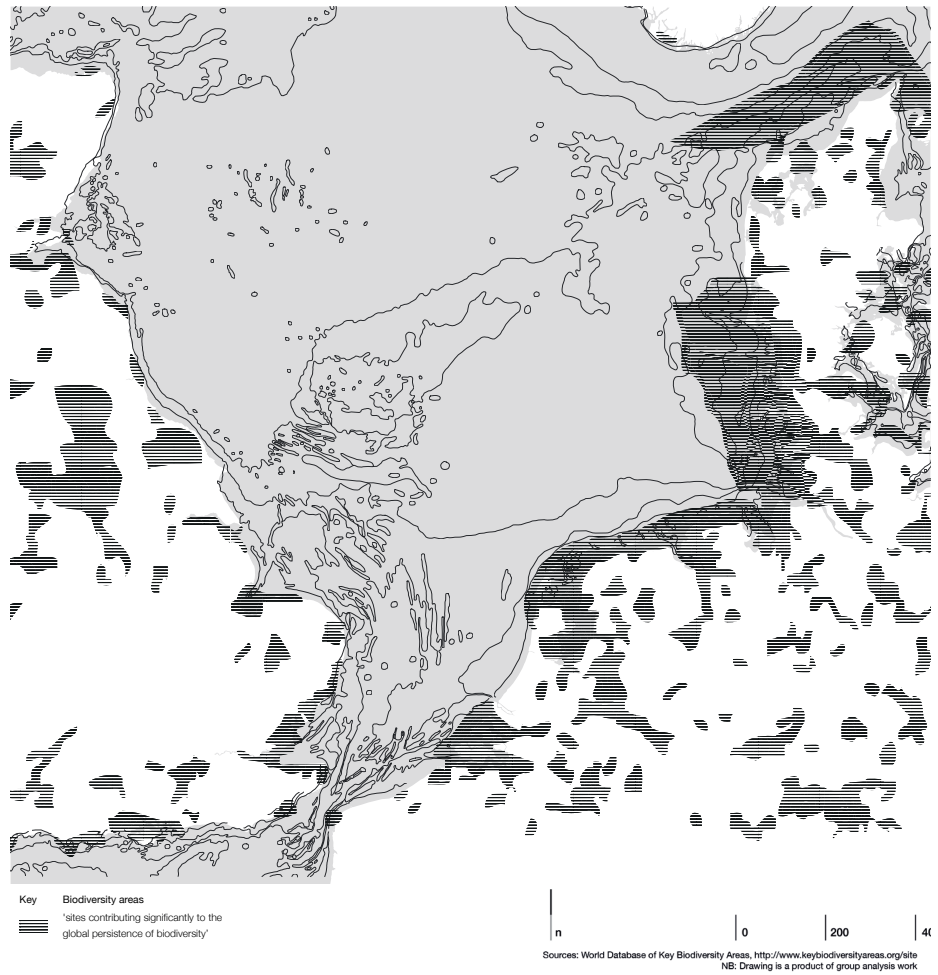 Key Biodiversity areas
'sites contributing significantly to the
global persistence of biodiversity'
n 0 200 40
Sources: World Database of Key Biodiversity Areas, http://www.keybiodiversityareas.org/site
NB: Drawing is a product of group analysis work